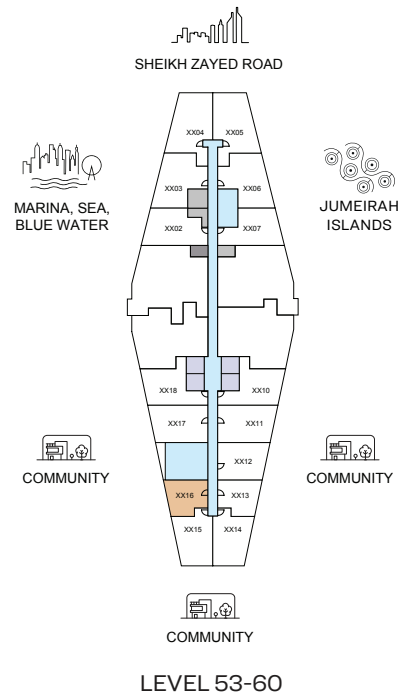 SHEIKH ZAYED ROAD
XX04
XX05
MARINA, SEA,
BLUE WATER
XX03
XX06
JUMEIRAH
ISLANDS
XX02
XX07
XX18
XX10
XX17
XX11
COMMUNITY
XX12
COMMUNITY
XX16
XX13
XX15
XX14
COMMUNITY
LEVEL 53-60